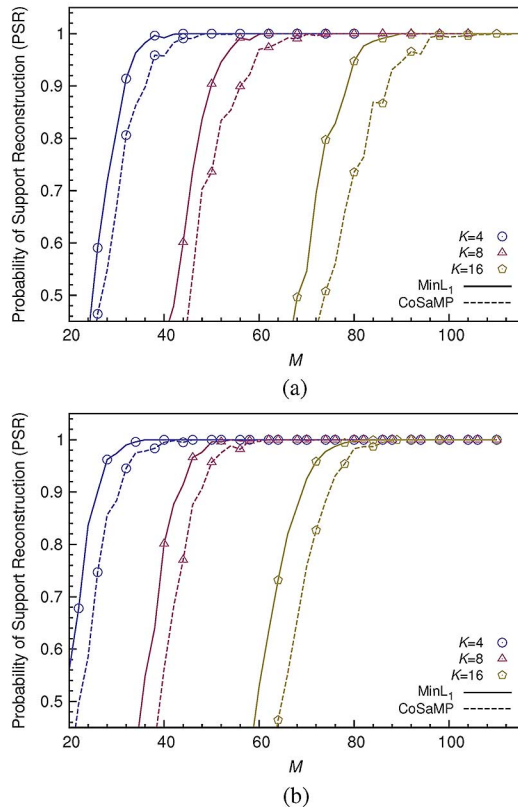 Probability of Support Reconstruction (PSR)
1
0.9
0.8
0.7
0.6
0.5
K=4
K=8
K=16
MinL₁
CoSaMP
20 40 60 80 100
M
(a)
Probability of Support Reconstruction (PSR)
1
0.9
0.8
0.7
0.6
0.5
K=4
K=8
K=16
MinL₁
CoSaMP
20 40 60 80 100
M
(b)